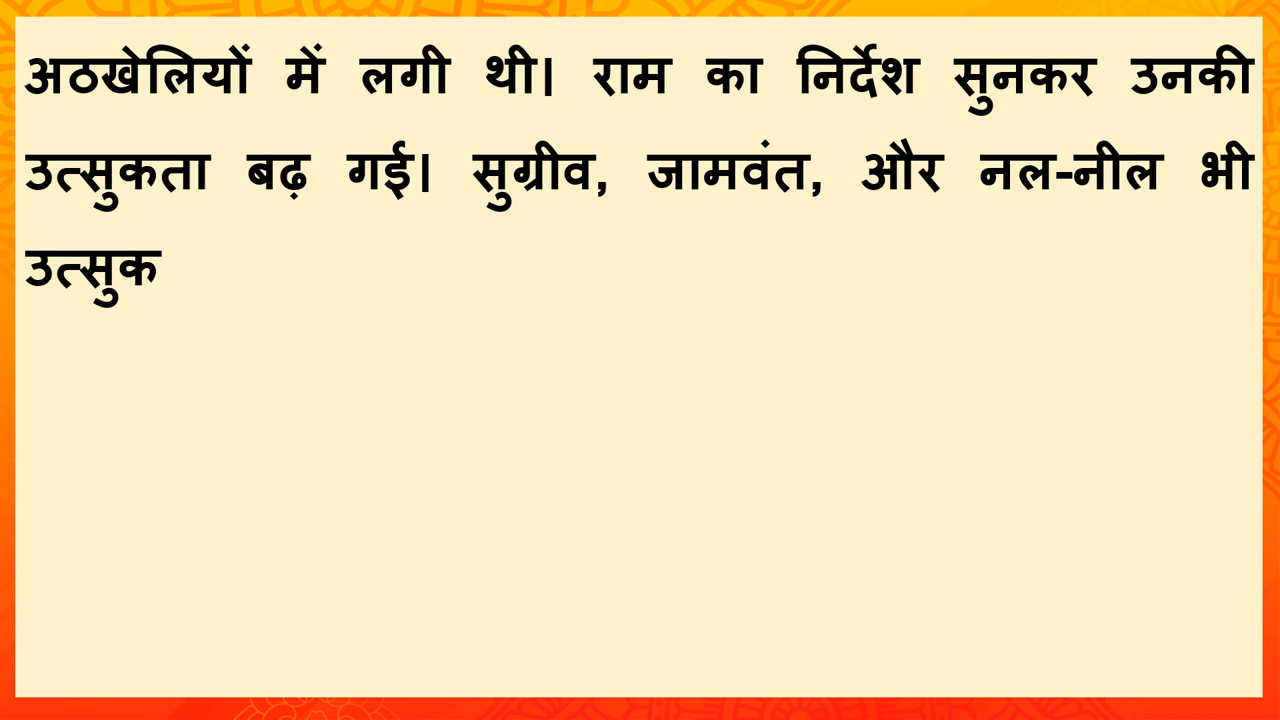 अठखेलियों में लगी थी। राम का निर्देश सुनकर उनकी
उत्सुकता बढ़ गई। सुग्रीव, जामवंत, और नल-नील भी
उत्सुक